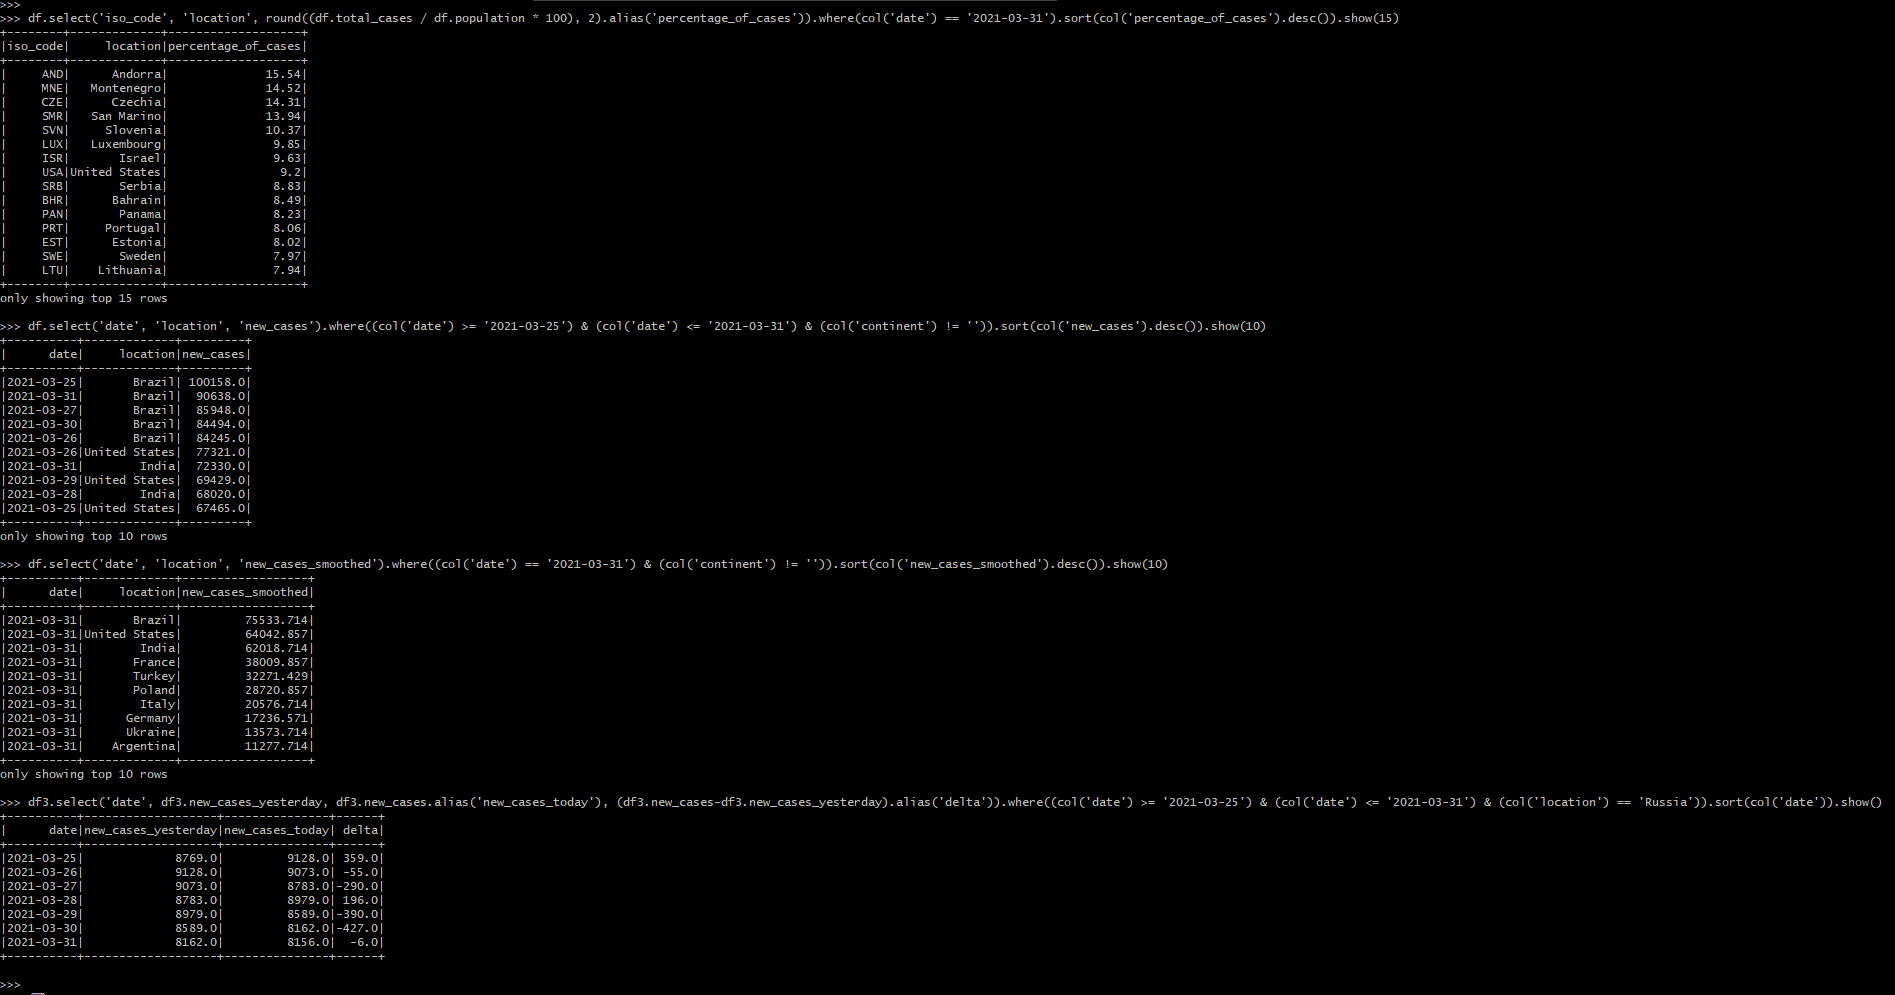 >>>
>>> df.select('iso_code', 'location', round((df.total_cases / df.population * 100), 2).alias('percentage_of_cases')).where(col('date') == '2021-03-31').sort(col('percentage_of_cases').desc()).show(15)
+--------+-------------+-------------------+
|iso_code|     location|percentage_of_cases|
+--------+-------------+-------------------+
|     AND|      Andorra|              15.54|
|     MNE|   Montenegro|              14.52|
|     CZE|      Czechia|              14.31|
|     SMR|   San Marino|              13.94|
|     SVN|     Slovenia|              10.37|
|     LUX|   Luxembourg|               9.85|
|     ISR|       Israel|               9.63|
|     USA|United States|                9.2|
|     SRB|       Serbia|               8.83|
|     BHR|      Bahrain|               8.49|
|     PAN|       Panama|               8.23|
|     PRT|     Portugal|               8.06|
|     EST|      Estonia|               8.02|
|     SWE|       Sweden|               7.97|
|     LTU|    Lithuania|               7.94|
+--------+-------------+-------------------+
only showing top 15 rows
>>> df.select('date', 'location', 'new_cases').where((col('date') >= '2021-03-25') & (col('date') <= '2021-03-31') & (col('continent') != '')).sort(col('new_cases').desc()).show(10)
+----------+-------------+---------+
|      date|     location|new_cases|
+----------+-------------+---------+
|2021-03-25|       Brazil| 100158.0|
|2021-03-31|       Brazil|  90638.0|
|2021-03-27|       Brazil|  85948.0|
|2021-03-30|       Brazil|  84494.0|
|2021-03-26|       Brazil|  84245.0|
|2021-03-26|United States|  77321.0|
|2021-03-31|        India|  72330.0|
|2021-03-29|United States|  69429.0|
|2021-03-28|        India|  68020.0|
|2021-03-25|United States|  67465.0|
+----------+-------------+---------+
only showing top 10 rows
>>> df.select('date', 'location', 'new_cases_smoothed').where((col('date') == '2021-03-31') & (col('continent') != '')).sort(col('new_cases_smoothed').desc()).show(10)
+----------+-------------+------------------+
|      date|     location|new_cases_smoothed|
+----------+-------------+------------------+
|2021-03-31|       Brazil|         75533.714|
|2021-03-31|United States|         64042.857|
|2021-03-31|        India|         62018.714|
|2021-03-31|       France|         38009.857|
|2021-03-31|       Turkey|         32271.429|
|2021-03-31|       Poland|         28720.857|
|2021-03-31|        Italy|         20576.714|
|2021-03-31|      Germany|         17236.571|
|2021-03-31|      Ukraine|         13573.714|
|2021-03-31|    Argentina|         11277.714|
+----------+-------------+------------------+
only showing top 10 rows
>>> df3.select('date', df3.new_cases_yesterday, df3.new_cases.alias('new_cases_today'), (df3.new_cases-df3.new_cases_yesterday).alias('delta')).where((col('date') >= '2021-03-25') & (col('date') <= '2021-03-31') & (col('location') == 'Russia')).sort(col('date')).show()
+----------+-------------------+---------------+------+
|      date|new_cases_yesterday|new_cases_today| delta|
+----------+-------------------+---------------+------+
|2021-03-25|             8769.0|         9128.0| 359.0|
|2021-03-26|             9128.0|         9073.0| -55.0|
|2021-03-27|             9073.0|         8783.0|-290.0|
|2021-03-28|             8783.0|         8979.0| 196.0|
|2021-03-29|             8979.0|         8589.0|-390.0|
|2021-03-30|             8589.0|         8162.0|-427.0|
|2021-03-31|             8162.0|         8156.0|  -6.0|
+----------+-------------------+---------------+------+
>>>